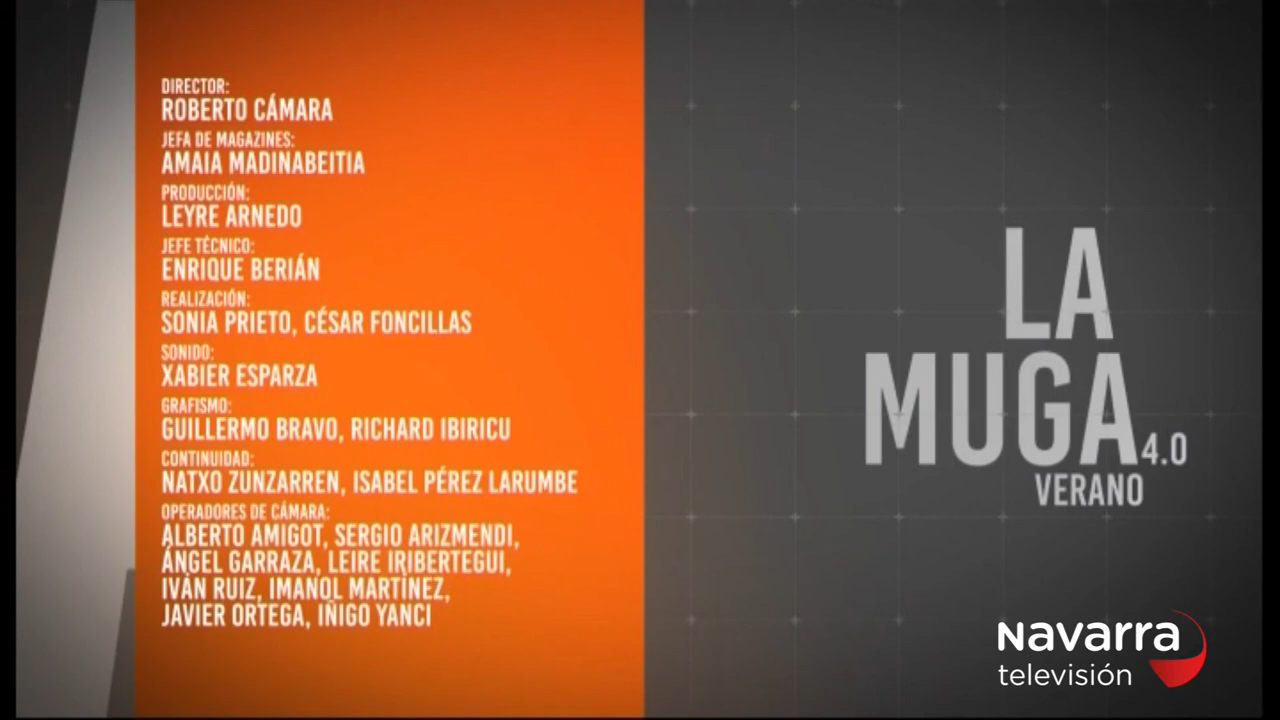 DIRECTOR:
ROBERTO CÁMARA
JEFA DE MAGAZINES:
AMAIA MADINABEITIA
PRODUCCIÓN:
LEYRE ARNEDO
JEFE TÉCNICO:
ENRIQUE BERIÁN
REALIZACIÓN:
SONIA PRIETO, CÉSAR FONCILLAS
SONIDO:
XABIER ESPARZA
GRAFISMO:
GUILLERMO BRAVO, RICHARD IBIRICU
CONTINUIDAD:
NATXO ZUNZARREN, ISABEL PÉREZ LARUMBE
OPERADORES DE CÁMARA:
ALBERTO AMIGOT, SERGIO ARIZMENDI,
ÁNGEL GARRAZA, LEIRE IRIBERTEGUI,
IVÁN RUIZ, IMANOL MARTÍNEZ,
JAVIER ORTEGA, IÑIGO YANCI
LA
MUGA 4.0
VERANO
Navarra
televisión